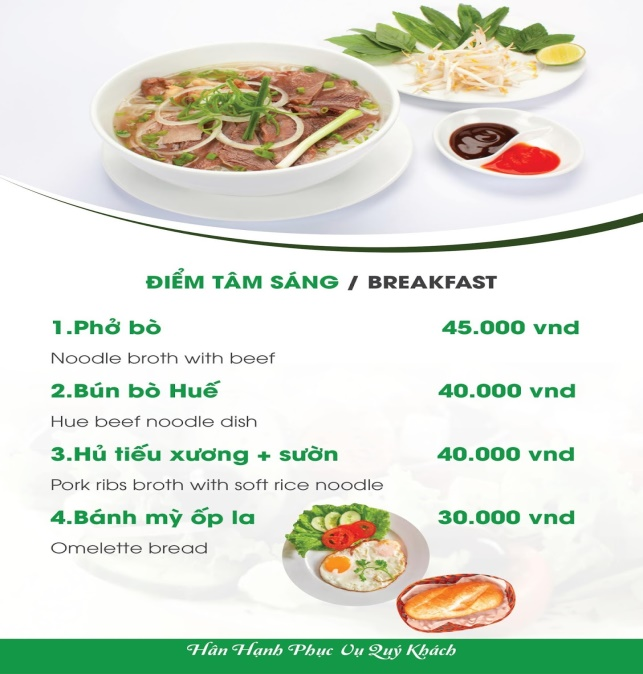 ĐIỂM TÂM SÁNG / BREAKFAST
1.Phở bò 45.000 vnd
Noodle broth with beef
2.Bún bò Huế 40.000 vnd
Hue beef noodle dish
3.Hủ tiếu xương + sườn 40.000 vnd
Pork ribs broth with soft rice noodle
4.Bánh mỳ ốp la 30.000 vnd
Omelette bread
Hân Hạnh Phục Vụ Quý Khách